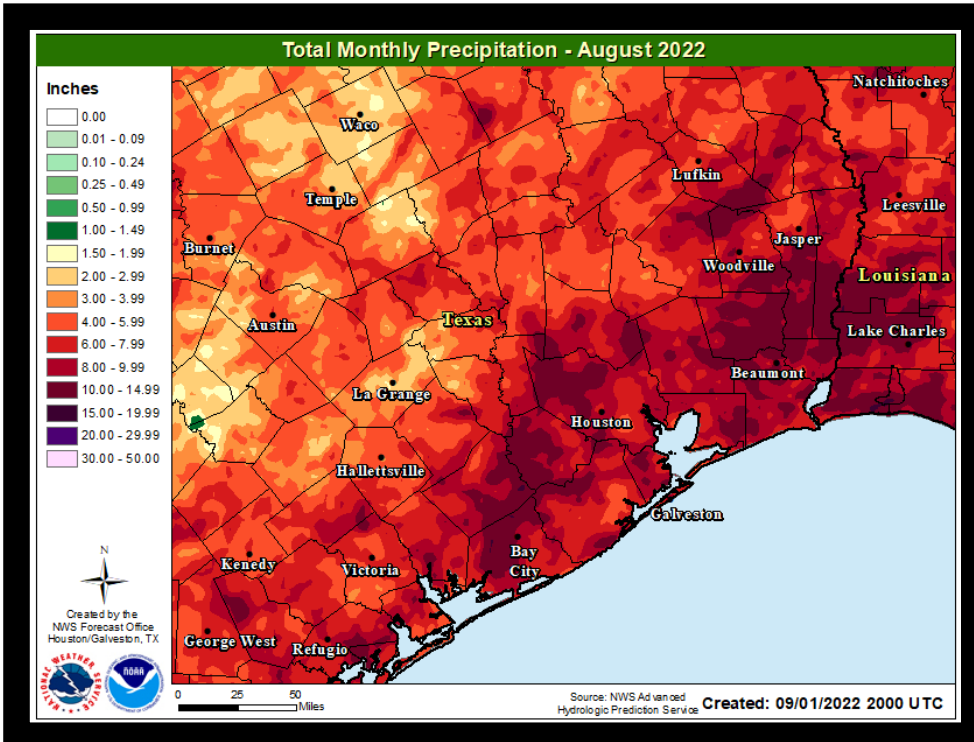 Total Monthly Precipitation - August 2022
Inches
0.00
0.01 - 0.09
0.10 - 0.24
0.25 - 0.49
0.50 - 0.99
1.00 - 1.49
1.50 - 1.99
2.00 - 2.99
3.00 - 3.99
4.00 - 5.99
6.00 - 7.99
8.00 - 9.99
10.00 - 14.99
15.00 - 19.99
20.00 - 29.99
30.00 - 50.00
Natchitoches
Waco
Lufkin
Temple
Leesville
Burnet
Jasper
Woodville
Louisiana
Austin
Texas
Lake Charles
Beaumont
La Grange
Houston
Hallettsville
Galveston
Bay
City
Kenedy
Victoria
George West
Refugio
N
Created by the
NWS Forecast Office
Houston/Galveston, TX
NATIONAL WEATHER SERVICE
NOAA
0 25 50
Miles
Source: NWS Advanced
Hydrologic Prediction Service
Created: 09/01/2022 2000 UTC